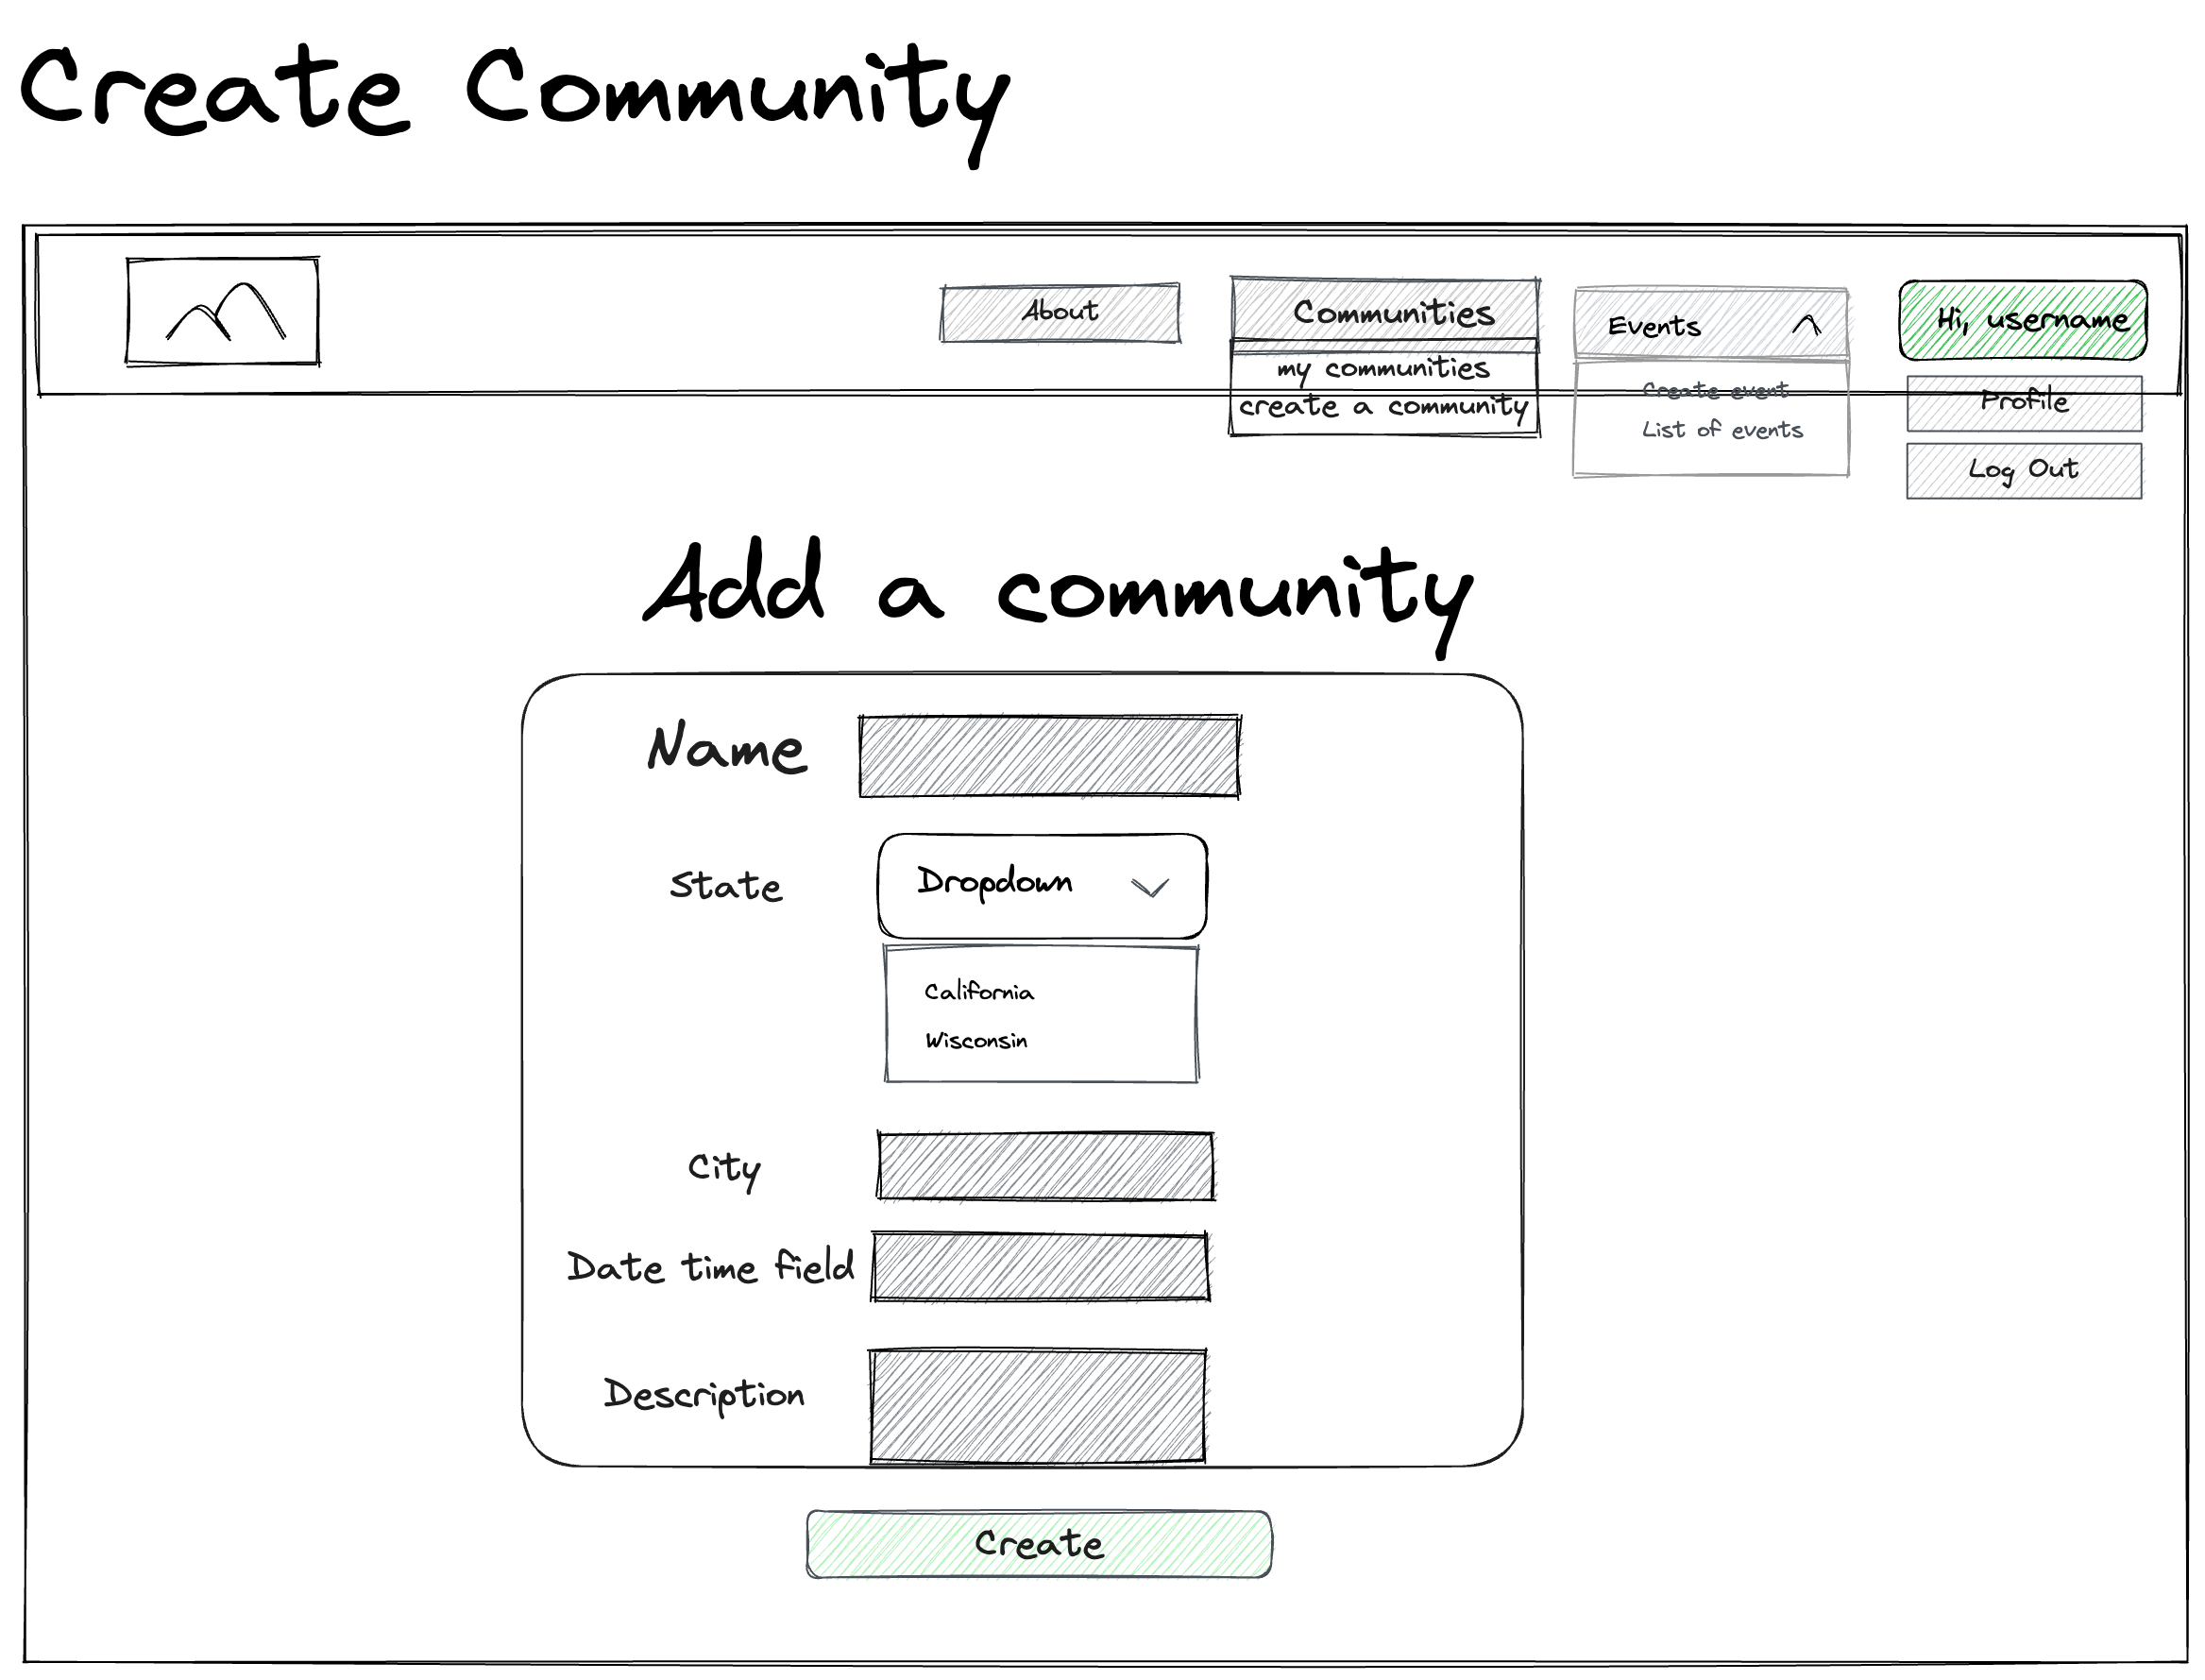 Create Community
About
Communities
my communities
create a community
Events
Create event
List of events
Hi, username
Profile
Log Out
Add a community
Name
State
Dropdown
California
Wisconsin
City
Date time field
Description
Create